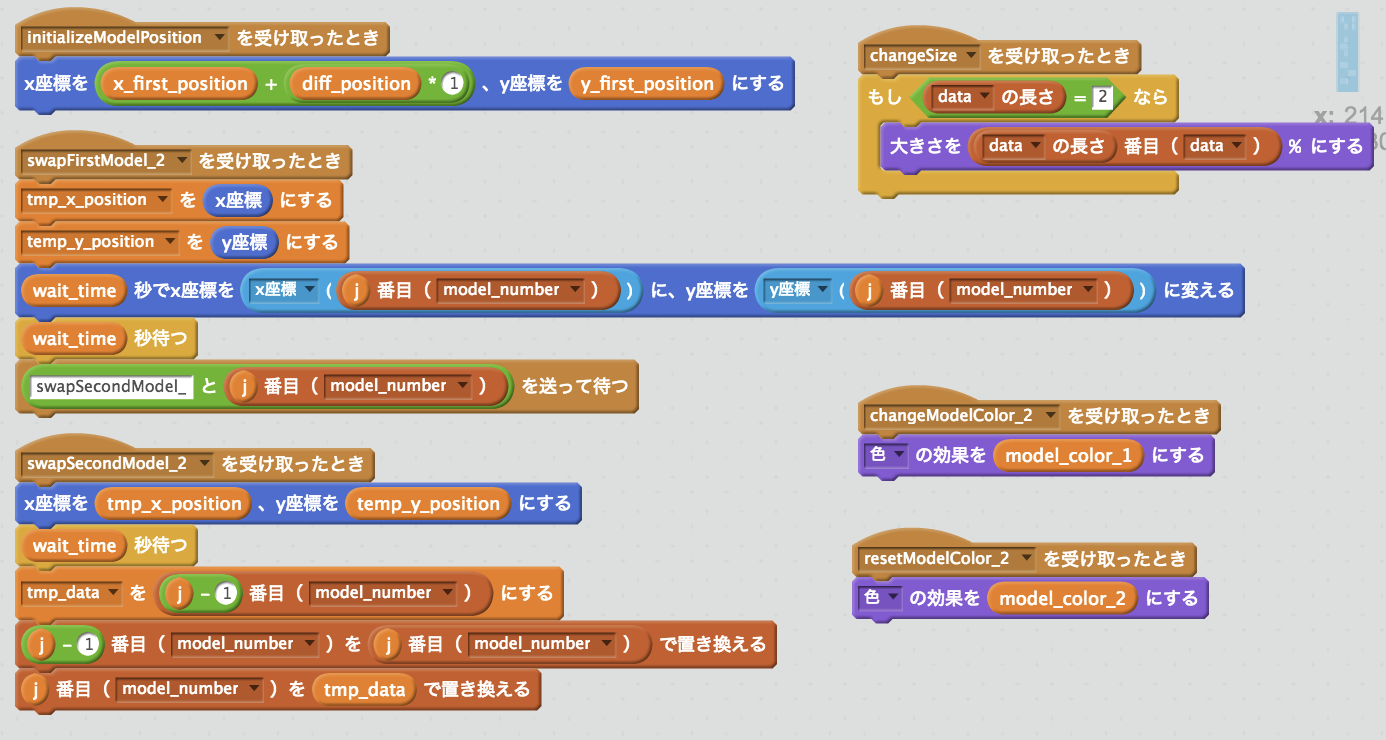 initializeModelPosition を受け取ったとき
x座標を x_first_position + diff_position * 1 、y座標を y_first_position にする
swapFirstModel_2 を受け取ったとき
tmp_x_position を x座標 にする
temp_y_position を y座標 にする
wait_time 秒でx座標を x座標 ( j 番目 ( model_number ) ) に、y座標を y座標 ( j 番目 ( model_number ) ) に変える
wait_time 秒待つ
swapSecondModel_ と j 番目 ( model_number ) を送って待つ
swapSecondModel_2 を受け取ったとき
x座標を tmp_x_position 、y座標を temp_y_position にする
wait_time 秒待つ
tmp_data を j - 1 番目 ( model_number ) にする
j - 1 番目 ( model_number ) を j 番目 ( model_number ) で置き換える
j 番目 ( model_number ) を tmp_data で置き換える
changeSize を受け取ったとき
もし data の長さ = 2 なら
大きさを data の長さ 番目 ( data ) % にする
changeModelColor_2 を受け取ったとき
色 の効果を model_color_1 にする
resetModelColor_2 を受け取ったとき
色 の効果を model_color_2 にする
x: 214